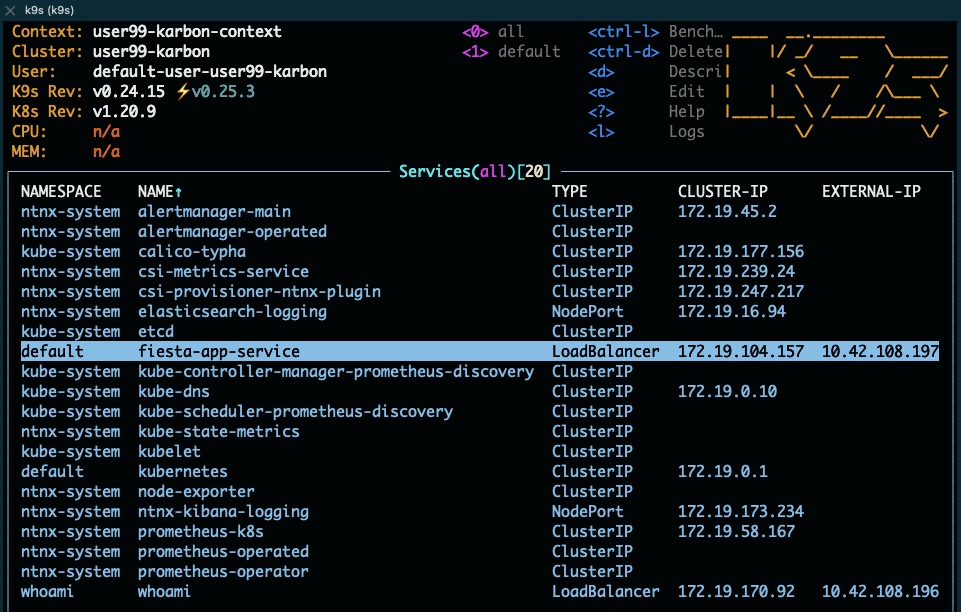 k9s (k9s)
Context: user99-karbon-context <0> all <ctrl-l> Bench…
Cluster: user99-karbon <1> default <ctrl-d> Delete
User: default-user-user99-karbon <d> Descri
K9s Rev: v0.24.15 ⚡v0.25.3 <e> Edit
K8s Rev: v1.20.9 <?> Help
CPU: n/a <l> Logs
MEM: n/a
Services(all)[20]
NAMESPACE NAME↑ TYPE CLUSTER-IP EXTERNAL-IP
ntnx-system alertmanager-main ClusterIP 172.19.45.2
ntnx-system alertmanager-operated ClusterIP
kube-system calico-typha ClusterIP 172.19.177.156
ntnx-system csi-metrics-service ClusterIP 172.19.239.24
ntnx-system csi-provisioner-ntnx-plugin ClusterIP 172.19.247.217
ntnx-system elasticsearch-logging NodePort 172.19.16.94
kube-system etcd ClusterIP
default fiesta-app-service LoadBalancer 172.19.104.157 10.42.108.197
kube-system kube-controller-manager-prometheus-discovery ClusterIP
kube-system kube-dns ClusterIP 172.19.0.10
kube-system kube-scheduler-prometheus-discovery ClusterIP
ntnx-system kube-state-metrics ClusterIP
kube-system kubelet ClusterIP
default kubernetes ClusterIP 172.19.0.1
ntnx-system node-exporter ClusterIP
ntnx-system ntnx-kibana-logging NodePort 172.19.173.234
ntnx-system prometheus-k8s ClusterIP 172.19.58.167
ntnx-system prometheus-operated ClusterIP
ntnx-system prometheus-operator ClusterIP
whoami whoami LoadBalancer 172.19.170.92 10.42.108.196